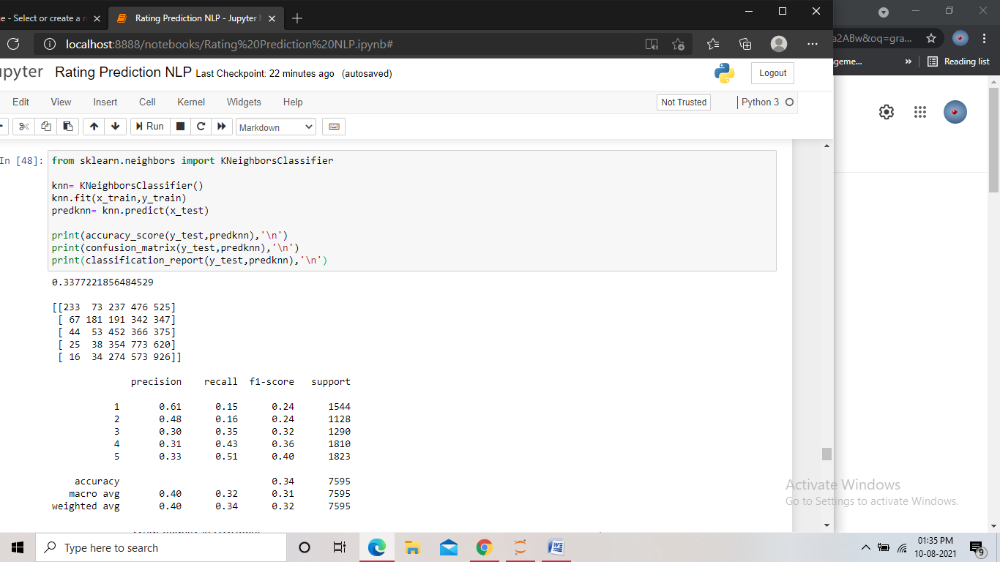 e - Select or create a n
Rating Prediction NLP - Jupyter
localhost:8888/notebooks/Rating%20Prediction%20NLP.ipynb#
a2ABw&oq=gra...
geme...
»
Reading list
pyter Rating Prediction NLP Last Checkpoint: 22 minutes ago (autosaved)
Logout
Edit View Insert Cell Kernel Widgets Help
Not Trusted
Python 3
Run
Markdown
In [48]:
from sklearn.neighbors import KNeighborsClassifier
knn= KNeighborsClassifier()
knn.fit(x_train,y_train)
predknn= knn.predict(x_test)
print(accuracy_score(y_test,predknn),'\n')
print(confusion_matrix(y_test,predknn),'\n')
print(classification_report(y_test,predknn),'\n')
0.3377221856484529
[[233 73 237 476 525]
[ 67 181 191 342 347]
[ 44 53 452 366 375]
[ 25 38 354 773 620]
[ 16 34 274 573 926]]
precision recall f1-score support
1 0.61 0.15 0.24 1544
2 0.48 0.16 0.24 1128
3 0.30 0.35 0.32 1290
4 0.31 0.43 0.36 1810
5 0.33 0.51 0.40 1823
accuracy 0.34 7595
macro avg 0.40 0.32 0.31 7595
weighted avg 0.40 0.34 0.32 7595
Activate Windows
Go to Settings to activate Windows.
Type here to search
01:35 PM
10-08-2021
9